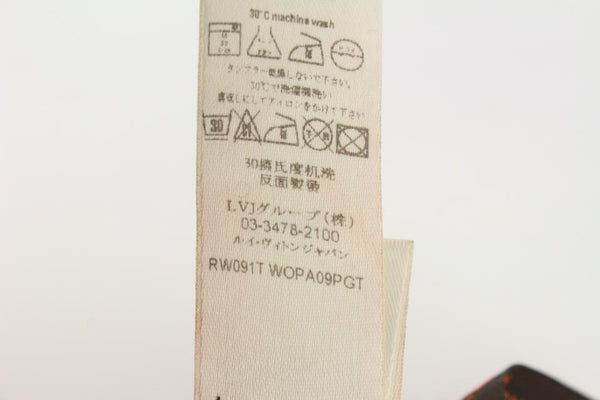 30°C machine wash
タンブラー乾燥しないで下さい。
30℃で洗濯機洗い
裏返しにしてアイロンをかけて下さい
30
30摂氏度机洗
反面熨燙
LVJグループ(株)
03-3478-2100
ルイ・ヴィトンジャパン
RW091T WOPA09PGT